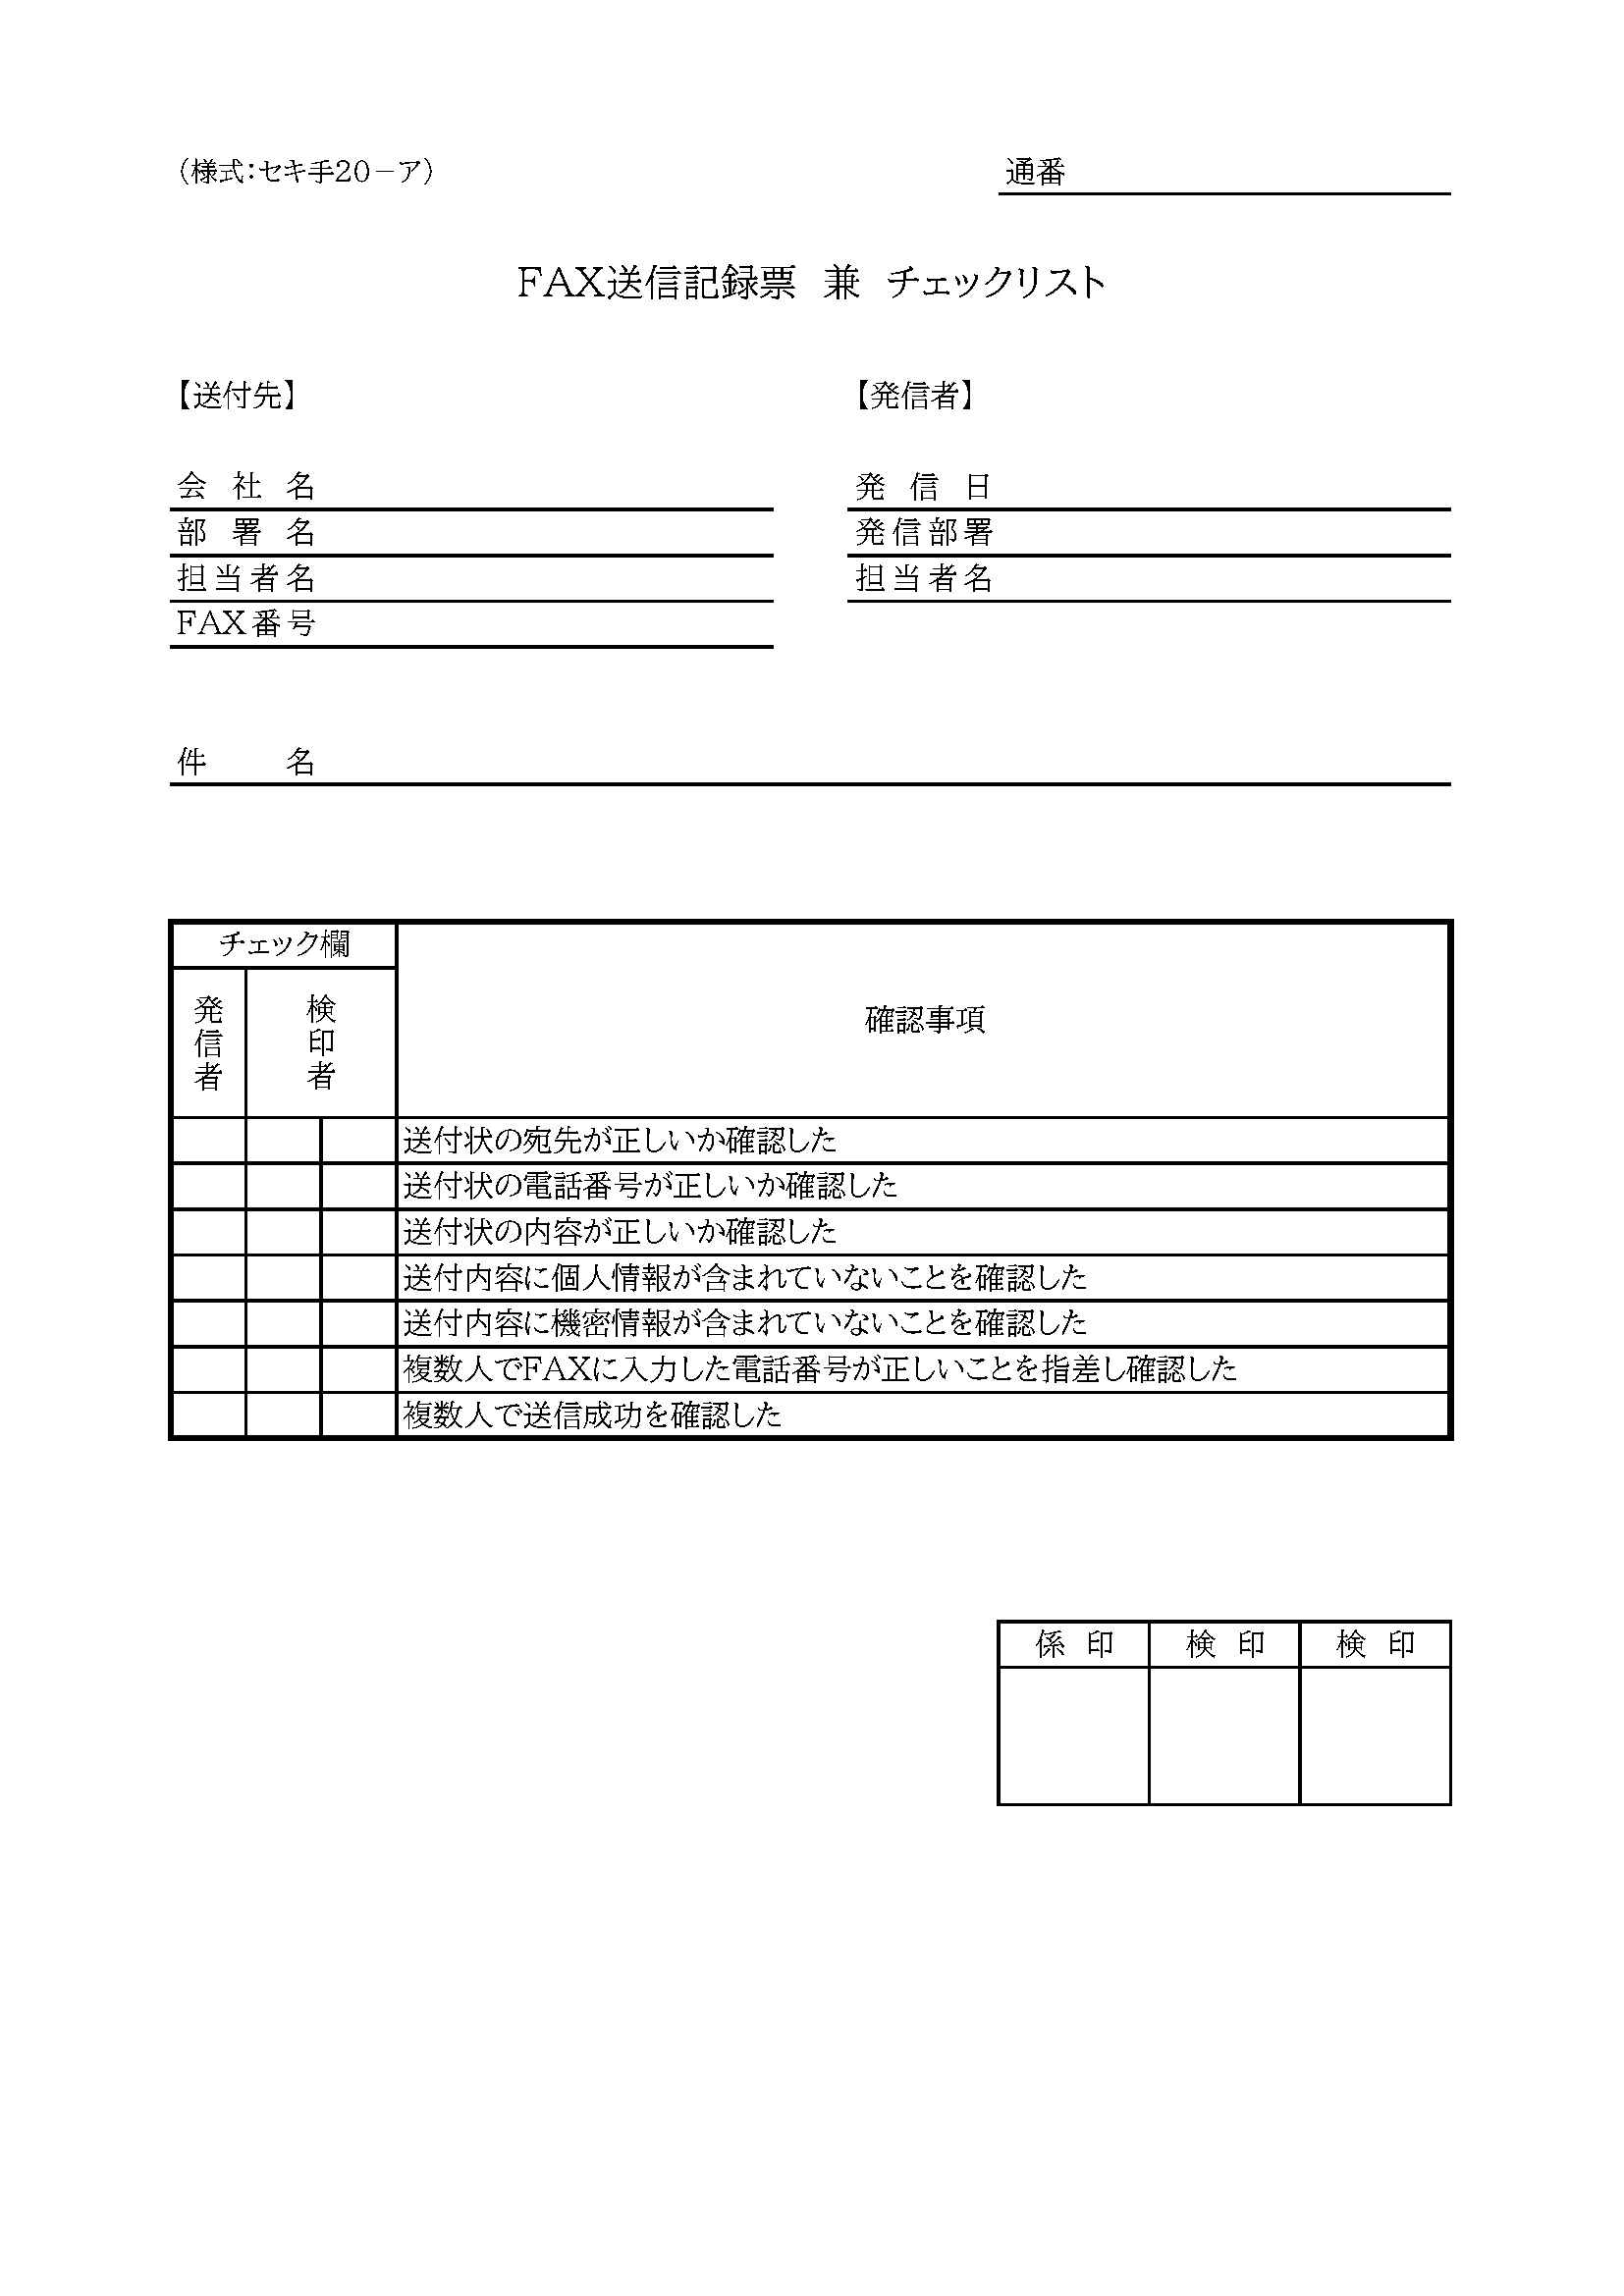 （様式：セキ手20－ア）
通番
FAX送信記録票　兼　チェックリスト
【送付先】
【発信者】
会社名
発信日
部署名
発信部署
担当者名
担当者名
FAX番号
件名
チェック欄
発信者
検印者
確認事項
送付状の宛先が正しいか確認した
送付状の電話番号が正しいか確認した
送付状の内容が正しいか確認した
送付内容に個人情報が含まれていないことを確認した
送付内容に機密情報が含まれていないことを確認した
複数人でFAXに入力した電話番号が正しいことを指差し確認した
複数人で送信成功を確認した
係印
検印
検印